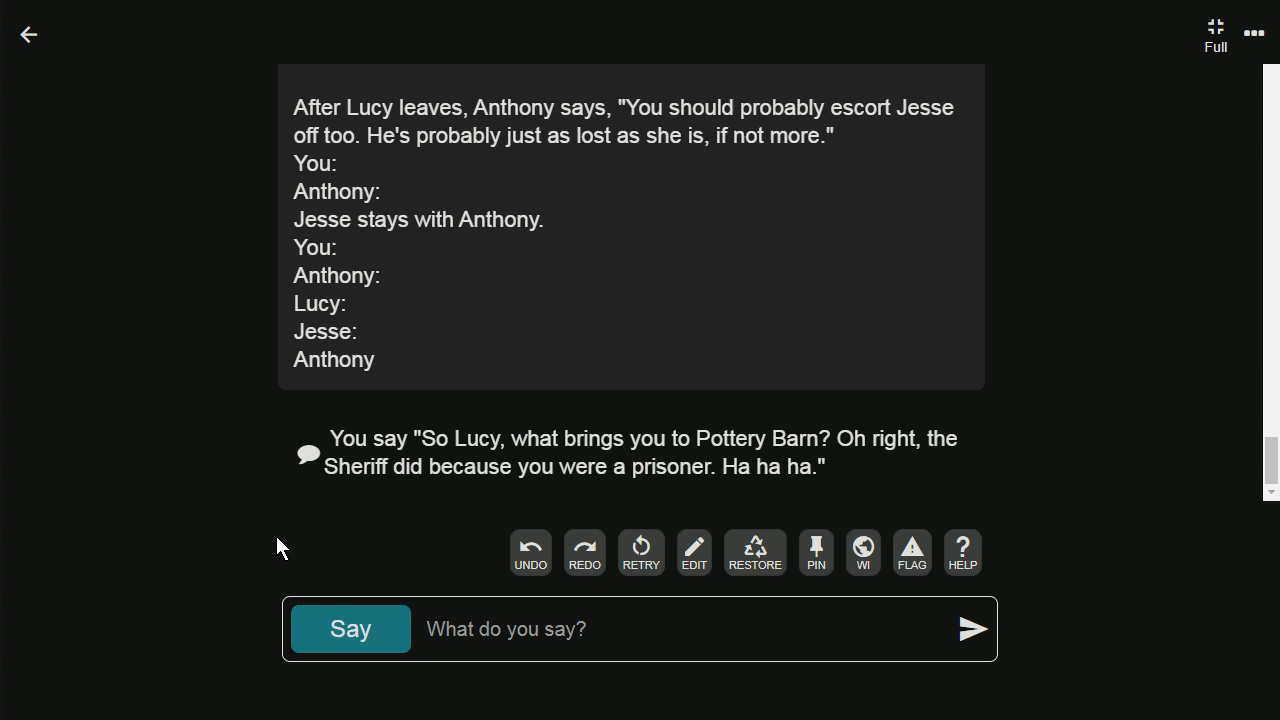 Full
After Lucy leaves, Anthony says, "You should probably escort Jesse
off too. He's probably just as lost as she is, if not more."
You:
Anthony:
Jesse stays with Anthony.
You:
Anthony:
Lucy:
Jesse:
Anthony
You say "So Lucy, what brings you to Pottery Barn? Oh right, the
Sheriff did because you were a prisoner. Ha ha ha."
UNDO REDO RETRY EDIT RESTORE PIN WI FLAG HELP
Say What do you say?